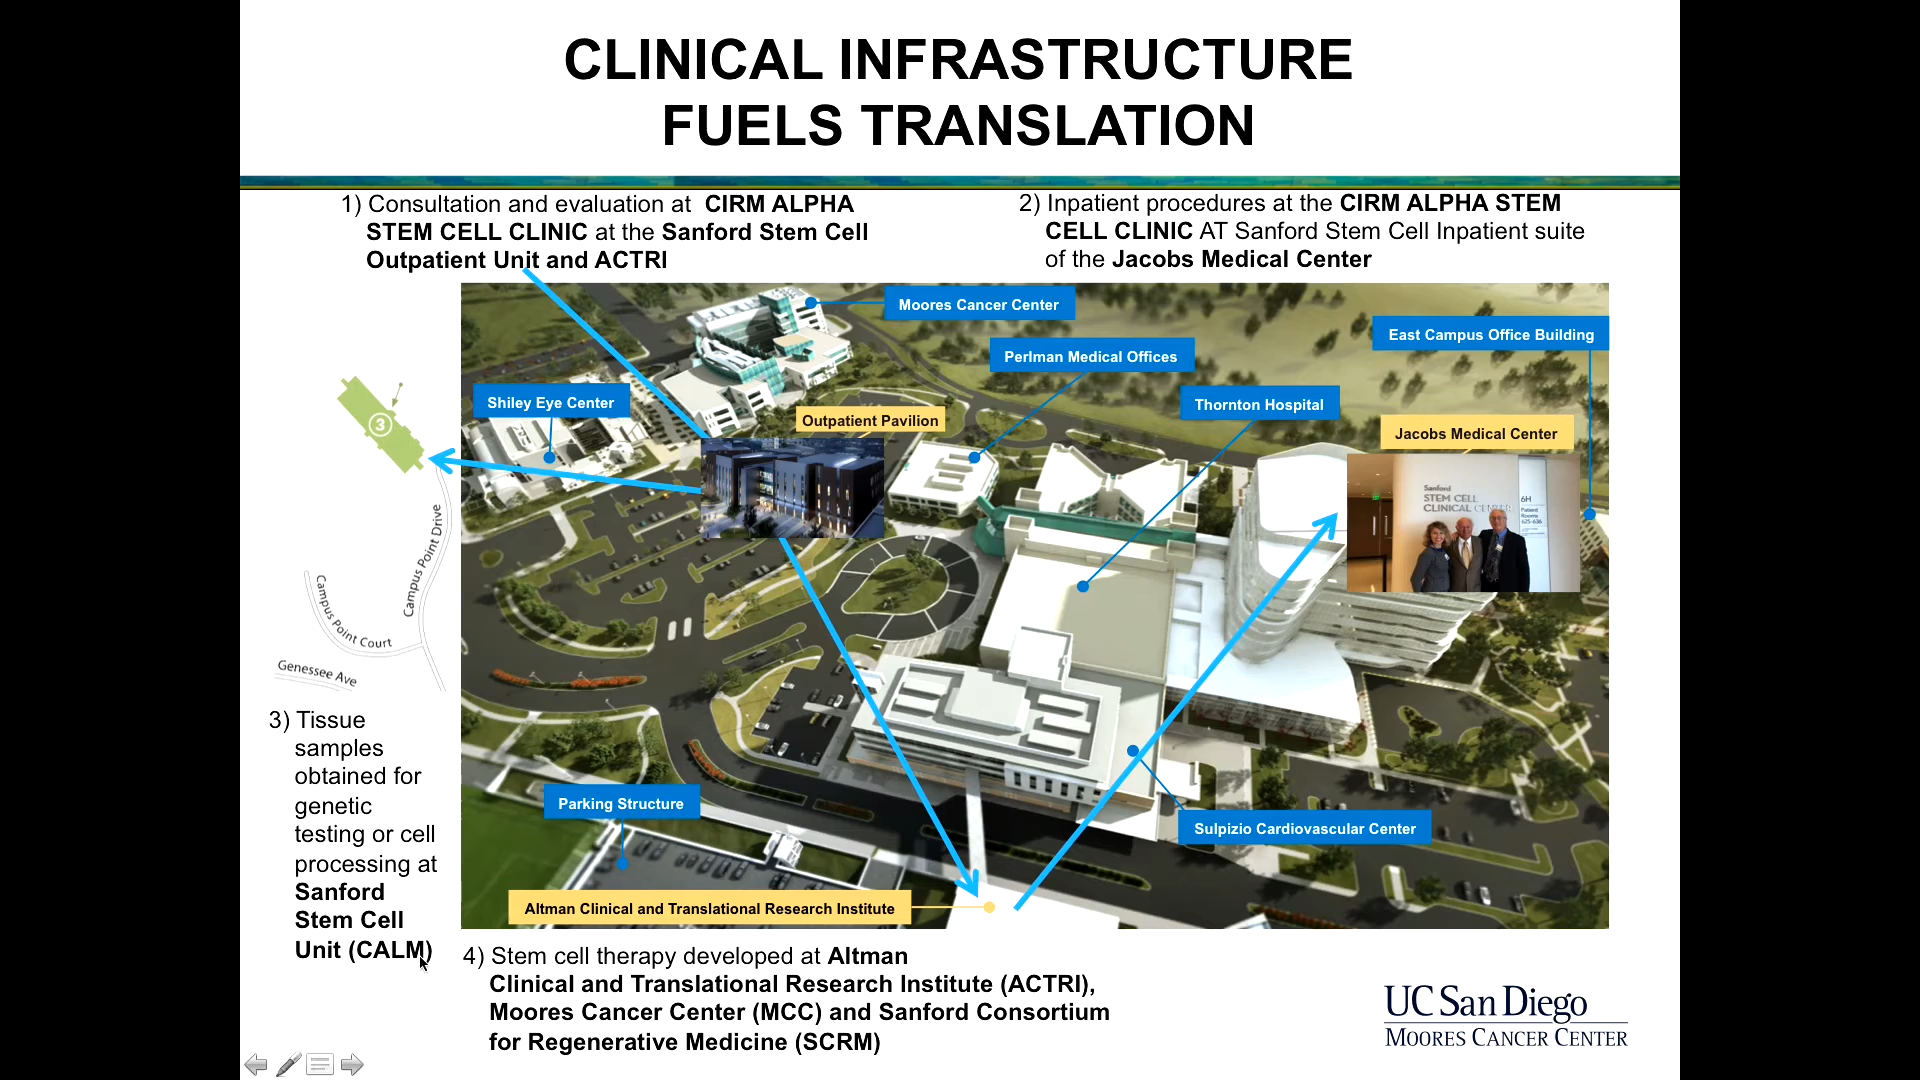 CLINICAL INFRASTRUCTURE
FUELS TRANSLATION
1) Consultation and evaluation at CIRM ALPHA
STEM CELL CLINIC at the Sanford Stem Cell
Outpatient Unit and ACTRI
2) Inpatient procedures at the CIRM ALPHA STEM
CELL CLINIC AT Sanford Stem Cell Inpatient suite
of the Jacobs Medical Center
Moores Cancer Center
East Campus Office Building
Perlman Medical Offices
Shiley Eye Center
Thornton Hospital
Outpatient Pavilion
Jacobs Medical Center
3
Sanford
STEM CELL
CLINICAL CENTER
6H
Patient
Rooms
625-636
Campus Point Drive
Campus Point Court
Genessee Ave
3) Tissue
samples
obtained for
genetic
testing or cell
processing at
Sanford
Stem Cell
Unit (CALM)
Parking Structure
Sulpizio Cardiovascular Center
Altman Clinical and Translational Research Institute
4) Stem cell therapy developed at Altman
Clinical and Translational Research Institute (ACTRI),
Moores Cancer Center (MCC) and Sanford Consortium
for Regenerative Medicine (SCRM)
UC San Diego
MOORES CANCER CENTER